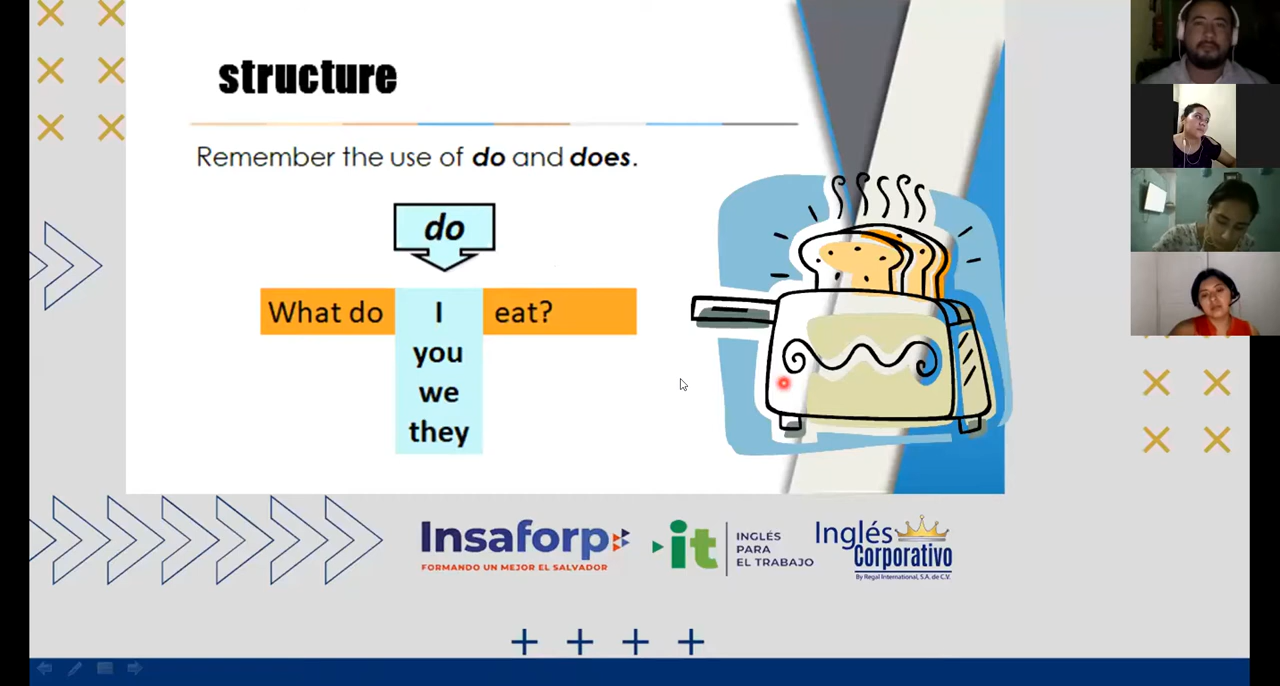 structure
Remember the use of do and does.
do
What do I eat?
you
we
they
Insaforp
FORMANDO UN MEJOR EL SALVADOR
it
INGLÉS
PARA
EL TRABAJO
Inglés
Corporativo
By Regal International, S.A. de C.V.